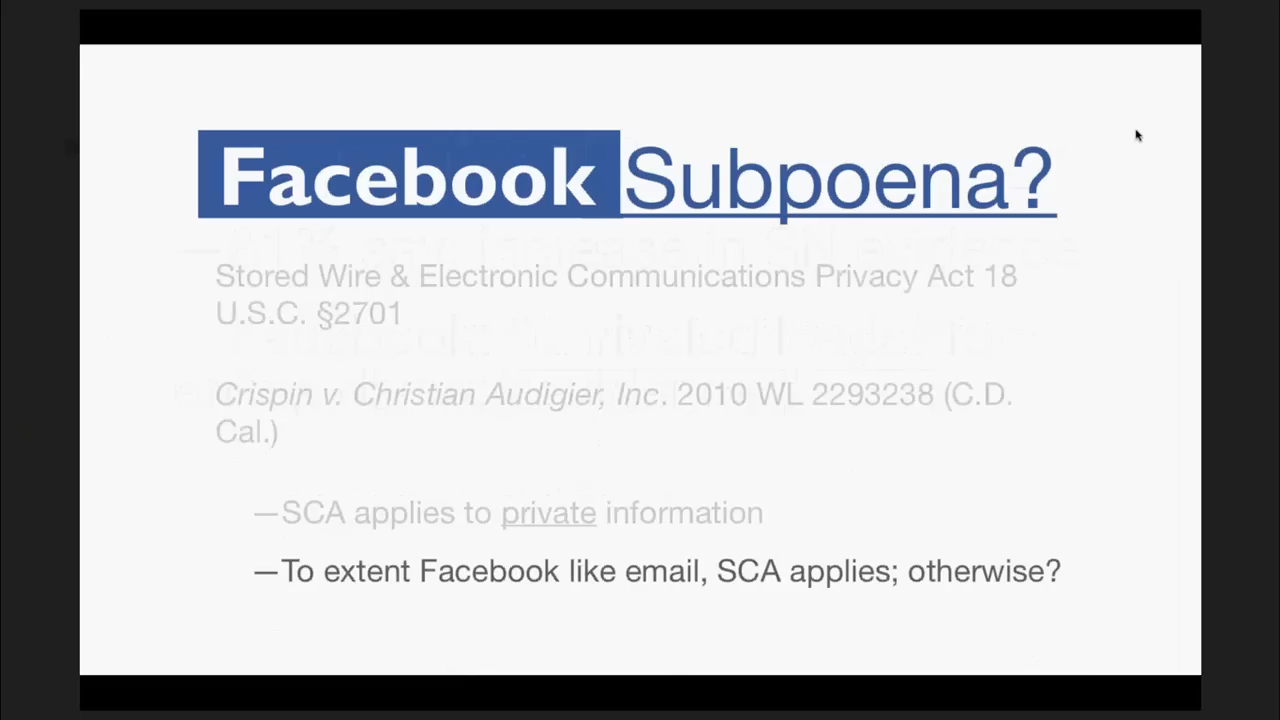 Facebook Subpoena?
Stored Wire & Electronic Communications Privacy Act 18
U.S.C. §2701
Crispin v. Christian Audigier, Inc. 2010 WL 2293238 (C.D.
Cal.)
—SCA applies to private information
—To extent Facebook like email, SCA applies; otherwise?